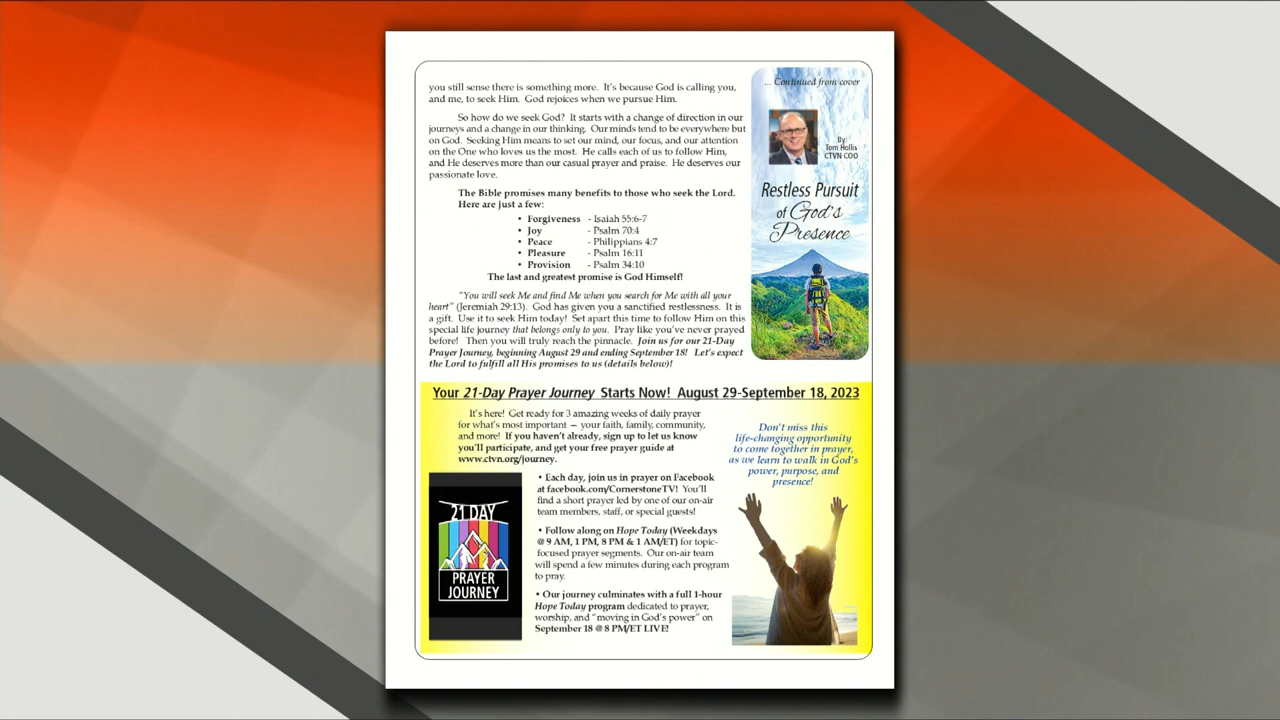 you still sense there is something more. It's because God is calling you,
and me, to seek Him. God rejoices when we pursue Him.
So how do we seek God? It starts with a change of direction in our
journeys and a change in our thinking. Our minds tend to be everywhere but
on God. Seeking Him means to set our mind, our focus, and our attention
on the One who loves us the most. He calls each of us to follow Him,
and He deserves more than our casual prayer and praise. He deserves our
passionate love.
The Bible promises many benefits to those who seek the Lord.
Here are just a few:
• Forgiveness - Isaiah 55:6-7
• Joy - Psalm 70:4
• Peace - Philippians 4:7
• Pleasure - Psalm 16:11
• Provision - Psalm 34:10
The last and greatest promise is God Himself!
"You will seek Me and find Me when you search for Me with all your
heart" (Jeremiah 29:13). God has given you a sanctified restlessness. It is
a gift. Use it to seek Him today! Set apart this time to follow Him on this
special life journey that belongs only to you. Pray like you've never prayed
before! Then you will truly reach the pinnacle. Join us for our 21-Day
Prayer Journey, beginning August 29 and ending September 18! Let's expect
the Lord to fulfill all His promises to us (details below)!
... Continued from cover
By:
Tom Hollis
CTVN COO
Restless Pursuit
of God's
Presence
Your 21-Day Prayer Journey Starts Now! August 29-September 18, 2023
It's here! Get ready for 3 amazing weeks of daily prayer
for what's most important — your faith, family, community,
and more! If you haven't already, sign up to let us know
you'll participate, and get your free prayer guide at
www.ctvn.org/journey.
• Each day, join us in prayer on Facebook
at facebook.com/CornerstoneTV! You'll
find a short prayer led by one of our on-air
team members, staff, or special guests!
• Follow along on Hope Today (Weekdays
@ 9 AM, 1 PM, 8 PM & 1 AM/ET) for topic-
focused prayer segments. Our on-air team
will spend a few minutes during each program
to pray.
• Our journey culminates with a full 1-hour
Hope Today program dedicated to prayer,
worship, and "moving in God's power" on
September 18 @ 8 PM/ET LIVE!
21 DAY
PRAYER
JOURNEY
Don't miss this
life-changing opportunity
to come together in prayer,
as we learn to walk in God's
power, purpose, and
presence!